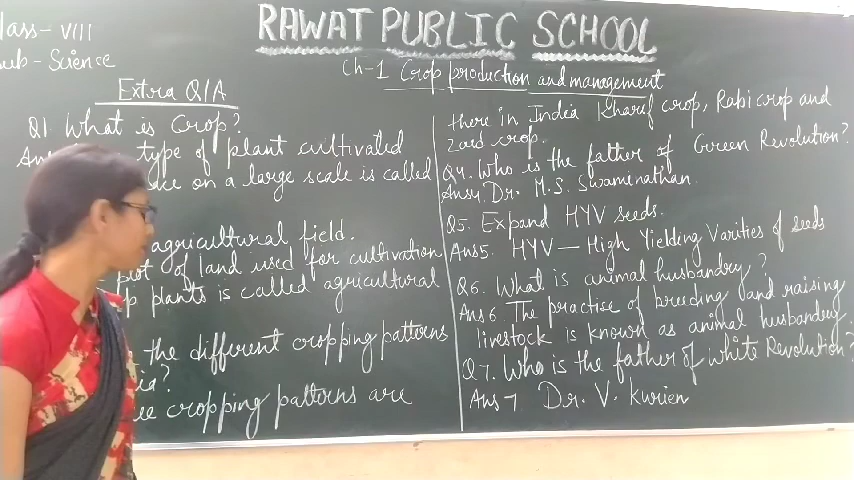 RAWAT PUBLIC SCHOOL
lass- VIII
ub - Science
Ch-1 Crop production and management
Extra Q/A
Q1 What is Crop?
Ans type of plant cultivated
on a large scale is called
agricultural field.
plot of land used for cultivation
p plants is called agricultural
the different cropping patterns
ia?
ee cropping patterns are
there in India Kharef crop, Rabi crop and
zaed crop.
Q4. Who is the father of Green Revolution?
Ans4. Dr. M.S. Swaminathan.
Q5. Expand HYV seeds.
Ans5. HYV — High Yielding Varities of seeds
Q6. What is animal husbandry?
Ans 6. The practise of breeding and raising
livestock is known as animal husbandry.
Q7. Who is the father of white Revolution?
Ans 7 Dr. V. Kurien